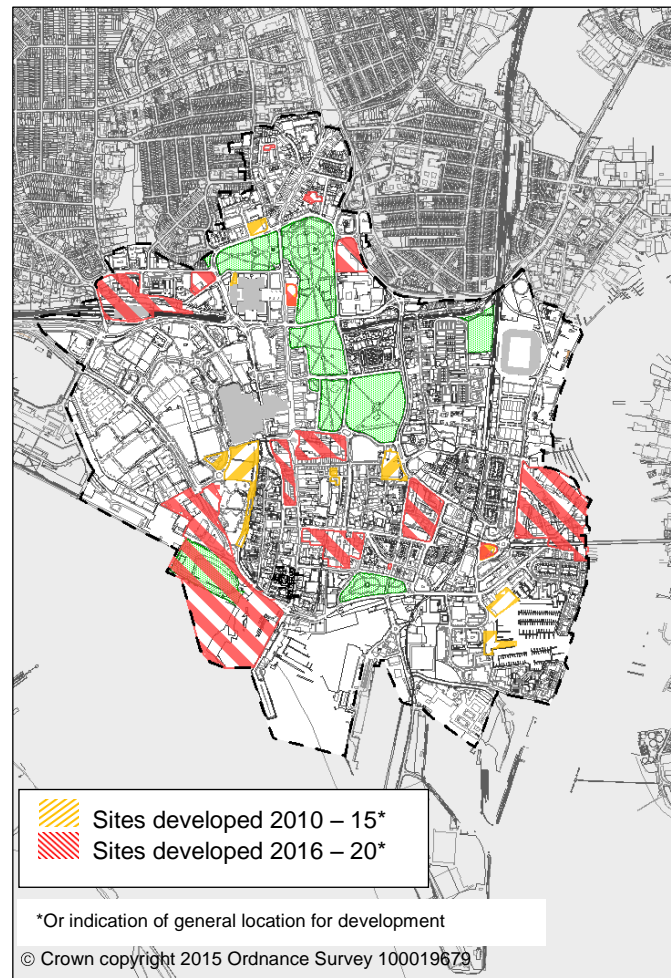 Sites developed 2010 – 15*
Sites developed 2016 – 20*
*Or indication of general location for development
© Crown copyright 2015 Ordnance Survey 100019679